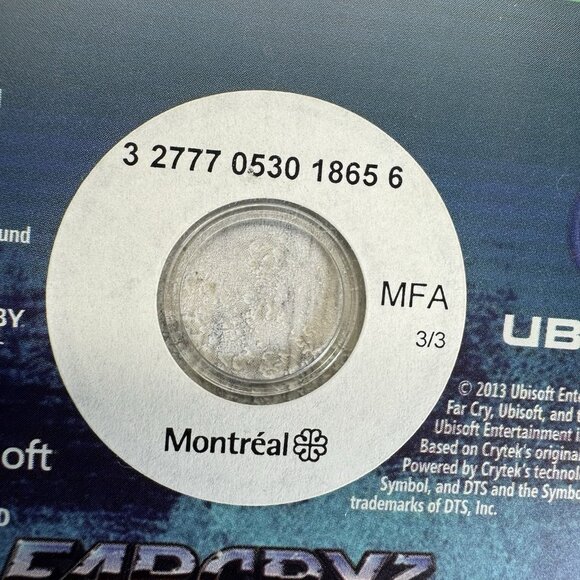 3 2777 0530 1865 6
MFA
3/3
Montréal
UB
© 2013 Ubisoft Ente
Far Cry, Ubisoft, and t
Ubisoft Entertainment i
Based on Crytek's original
Powered by Crytek's technol
Symbol, and DTS and the Symbo
trademarks of DTS, Inc.
und
BY
oft